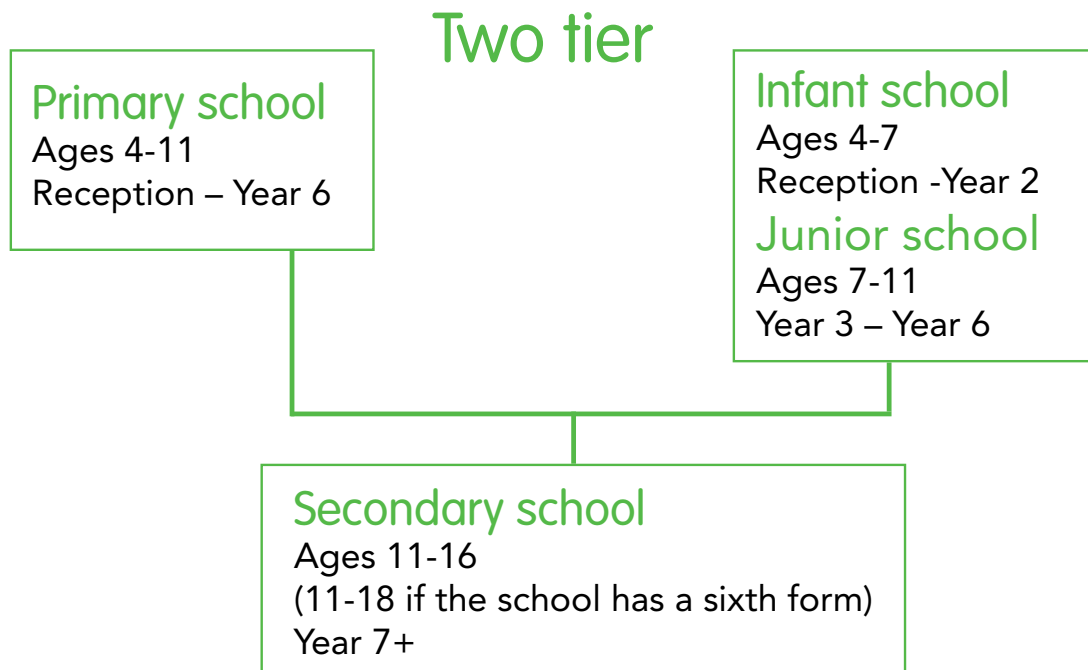 Two tier
Primary school
Ages 4-11
Reception – Year 6
Infant school
Ages 4-7
Reception -Year 2
Junior school
Ages 7-11
Year 3 – Year 6
Secondary school
Ages 11-16
(11-18 if the school has a sixth form)
Year 7+